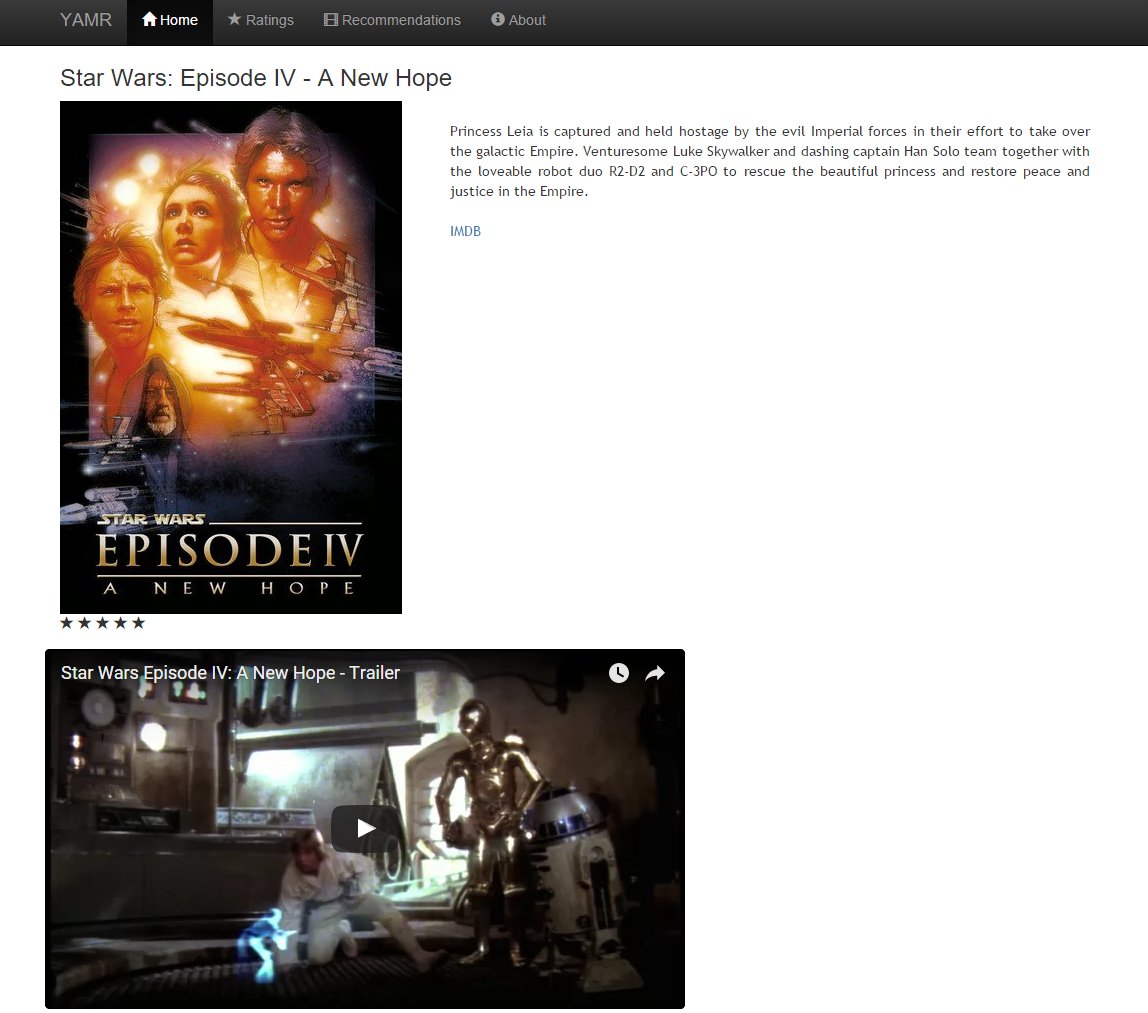 YAMR Home Ratings Recommendations About
Star Wars: Episode IV - A New Hope
Princess Leia is captured and held hostage by the evil Imperial forces in their effort to take over
the galactic Empire. Venturesome Luke Skywalker and dashing captain Han Solo team together with
the loveable robot duo R2-D2 and C-3PO to rescue the beautiful princess and restore peace and
justice in the Empire.
IMDB
STAR WARS
EPISODE IV
A NEW HOPE
Star Wars Episode IV: A New Hope - Trailer